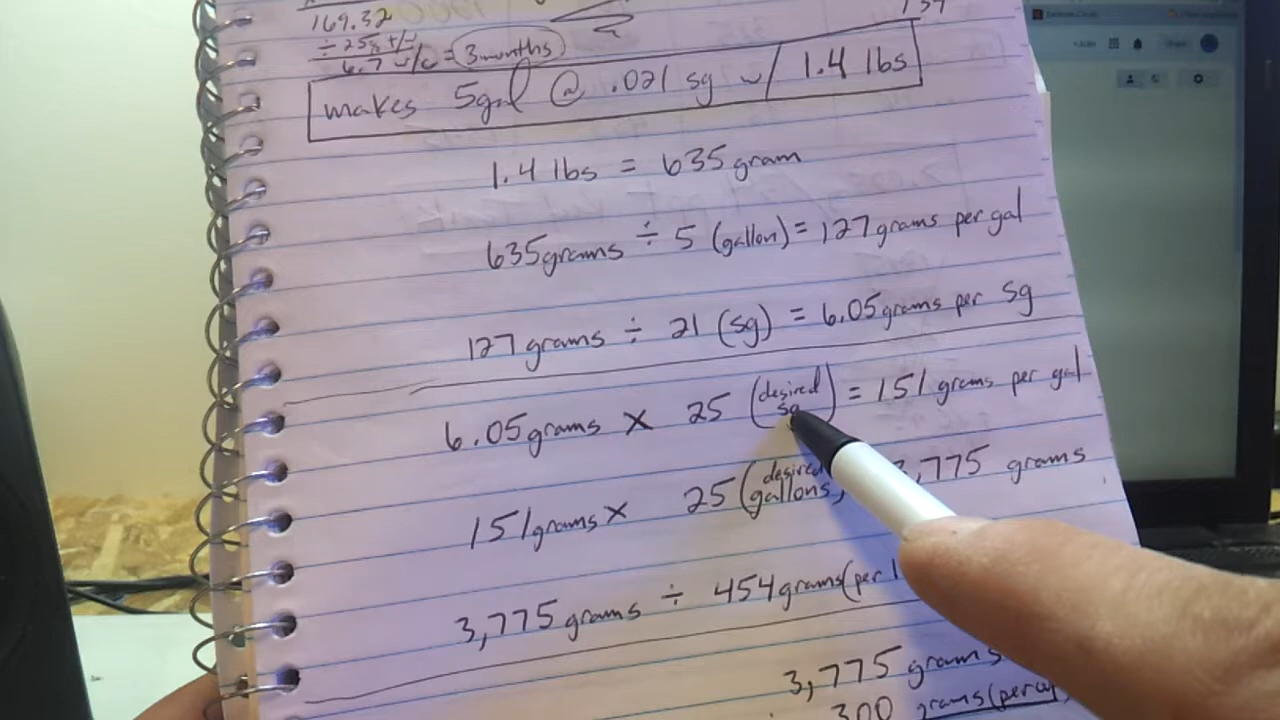 169.32
÷ 258 +/-
6.7 w/c = 3 months
makes 5gal @ .021 sg w/ 1.4 lbs
1.4 lbs = 635 gram
635 grams ÷ 5 (gallon) = 127 grams per gal
127 grams ÷ 21 (sg) = 6.05 grams per sg
6.05 grams x 25 (desired sg) = 151 grams per gal
151 grams x 25 (desired gallons, 3,775 grams
3,775 grams ÷ 454 grams (per
3,775 grams
300 grams (per